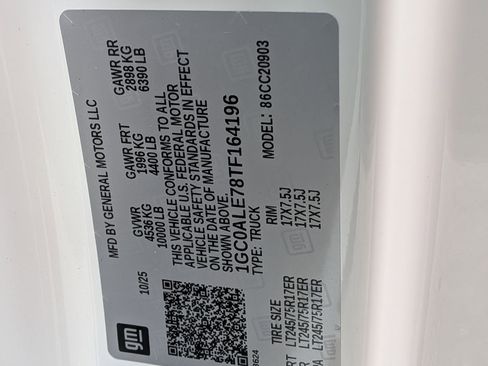 MFD BY GENERAL MOTORS LLC
10/25
GVWR
4536 KG
10000 LB
GAWR FRT
1996 KG
4400 LB
GAWR RR
2898 KG
6390 LB
THIS VEHICLE CONFORMS TO ALL
APPLICABLE U.S. FEDERAL MOTOR
VEHICLE SAFETY STANDARDS IN EFFECT
ON THE DATE OF MANUFACTURE
SHOWN ABOVE.
1GC0ALE78TF164196
TYPE: TRUCK
MODEL: 86CC20903
gm
TIRE SIZE
RIM
LT245/75R17ER
17X7.5J
LT245/75R17ER
17X7.5J
LT245/75R17ER
17X7.5J